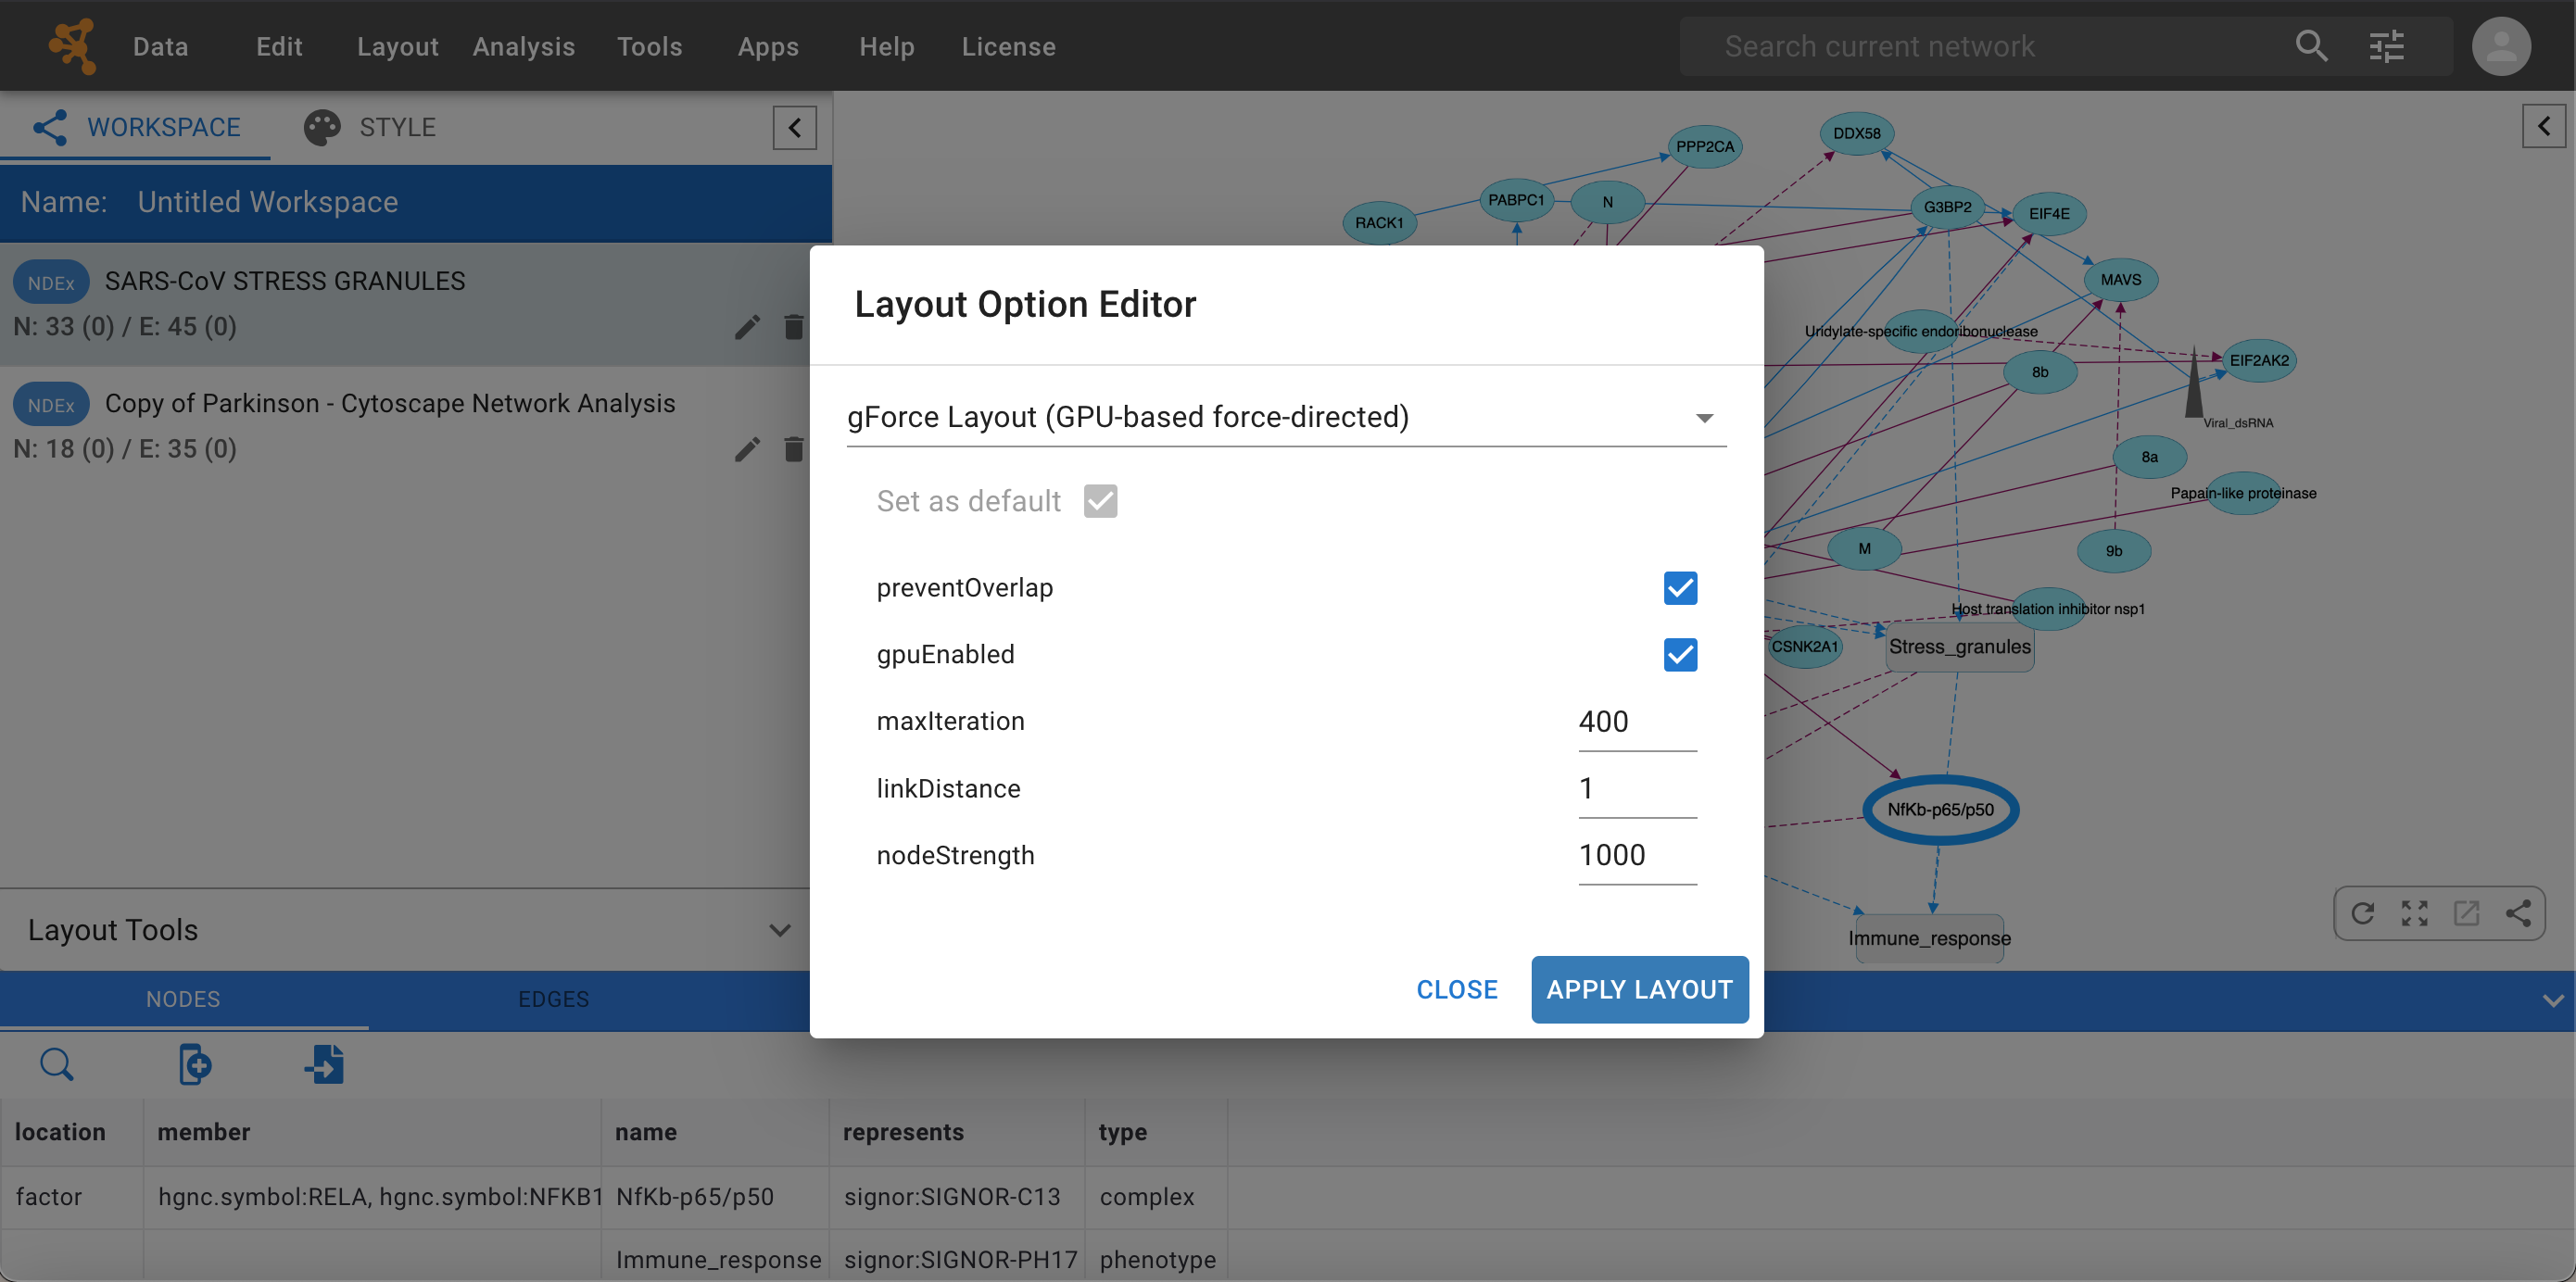 Data Edit Layout Analysis Tools Apps Help License Search current network
WORKSPACE STYLE
Name: Untitled Workspace
NDEx SARS-CoV STRESS GRANULES
N: 33 (0) / E: 45 (0)
NDEx Copy of Parkinson - Cytoscape Network Analysis
N: 18 (0) / E: 35 (0)
Layout Tools
DDX58
PPP2CA
PABPC1
N
RACK1
G3BP2
EIF4E
MAVS
Uridylate-specific endoribonuclease
EIF2AK2
8b
Viral_dsRNA
8a
Papain-like proteinase
M
9b
Host translation inhibitor nsp1
CSNK2A1
Stress_granules
NfKb-p65/p50
Immune_response
Layout Option Editor
gForce Layout (GPU-based force-directed)
Set as default
preventOverlap
gpuEnabled
maxIteration 400
linkDistance 1
nodeStrength 1000
CLOSE APPLY LAYOUT
NODES EDGES
location member name represents type
factor hgnc.symbol:RELA, hgnc.symbol:NFKB1 NfKb-p65/p50 signor:SIGNOR-C13 complex
Immune_response signor:SIGNOR-PH17 phenotype